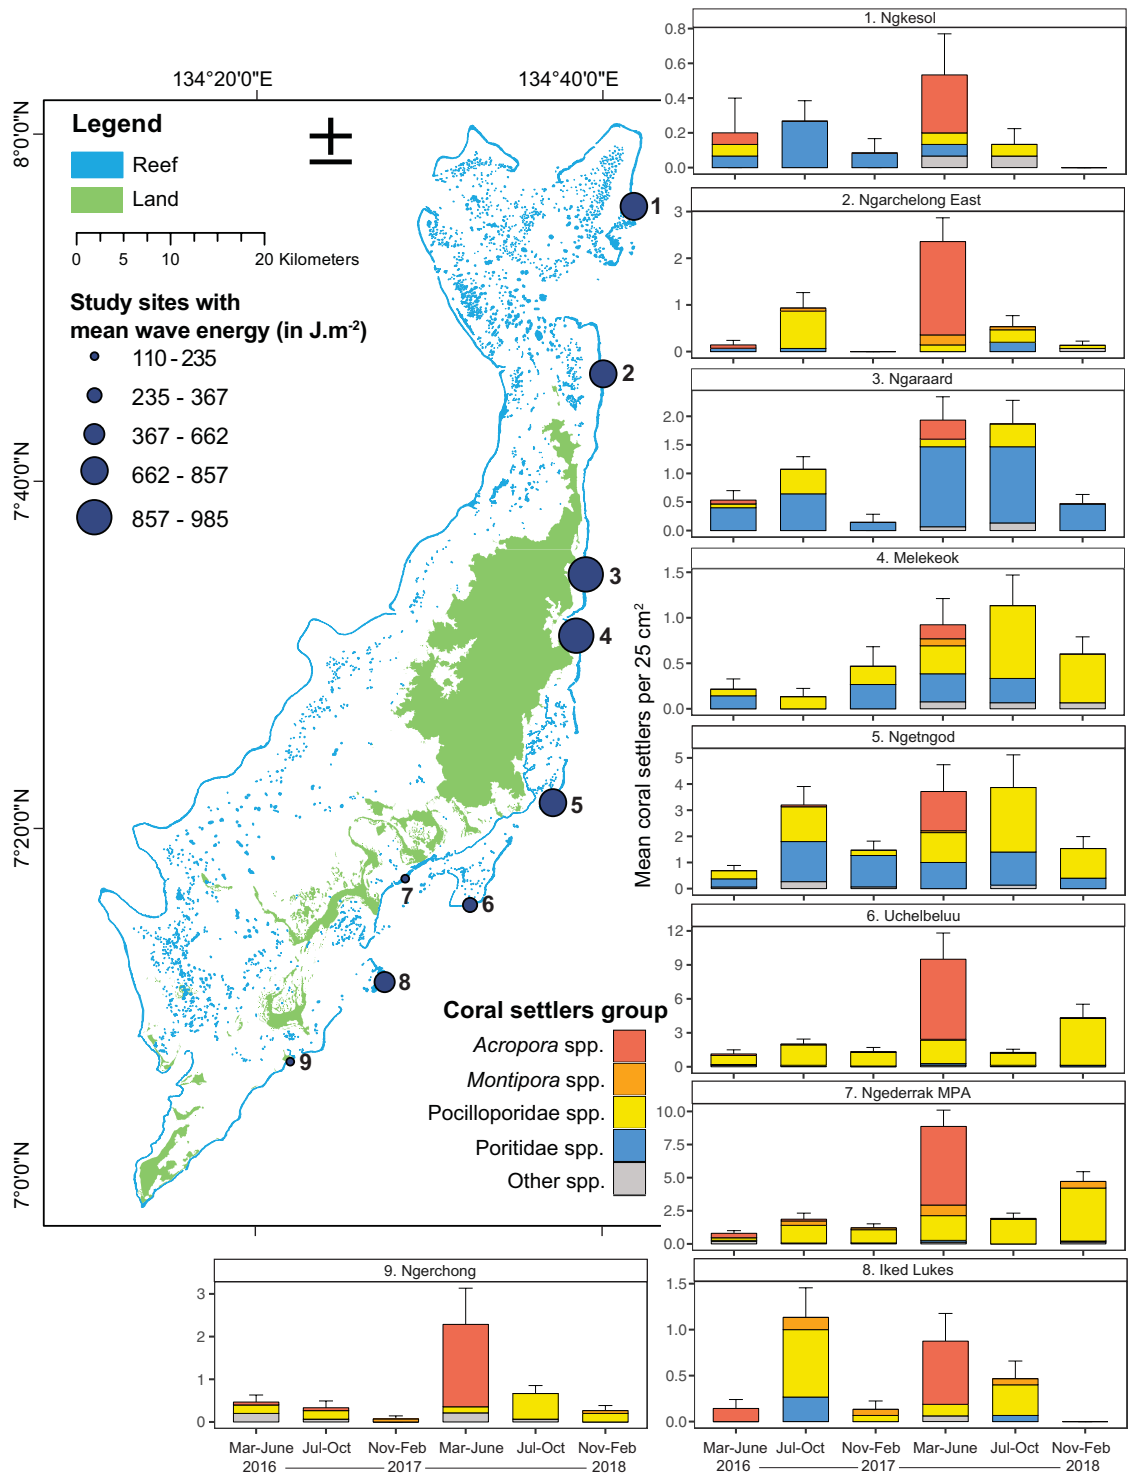 134°20'0"E
134°40'0"E
8°0'0"N
7°40'0"N
7°20'0"N
7°0'0"N
Legend
Reef
Land
0 5 10 20 Kilometers
Study sites with
mean wave energy (in J.m-2)
110 - 235
235 - 367
367 - 662
662 - 857
857 - 985
1
2
3
4
5
6
7
8
9
Coral settlers group
Acropora spp.
Montipora spp.
Pocilloporidae spp.
Poritidae spp.
Other spp.
Mean coral settlers per 25 cm2
1. Ngkesol
0.8
0.6
0.4
0.2
0.0
2. Ngarchelong East
3
2
1
0
3. Ngaraard
2.0
1.5
1.0
0.5
0.0
4. Melekeok
1.5
1.0
0.5
0.0
5. Ngetngod
5
4
3
2
1
0
6. Uchelbeluu
12
9
6
3
0
7. Ngederrak MPA
10.0
7.5
5.0
2.5
0.0
8. Iked Lukes
1.5
1.0
0.5
0.0
Mar-June Jul-Oct Nov-Feb Mar-June Jul-Oct Nov-Feb
2016 2017 2018
9. Ngerchong
3
2
1
0
Mar-June Jul-Oct Nov-Feb Mar-June Jul-Oct Nov-Feb
2016 2017 2018